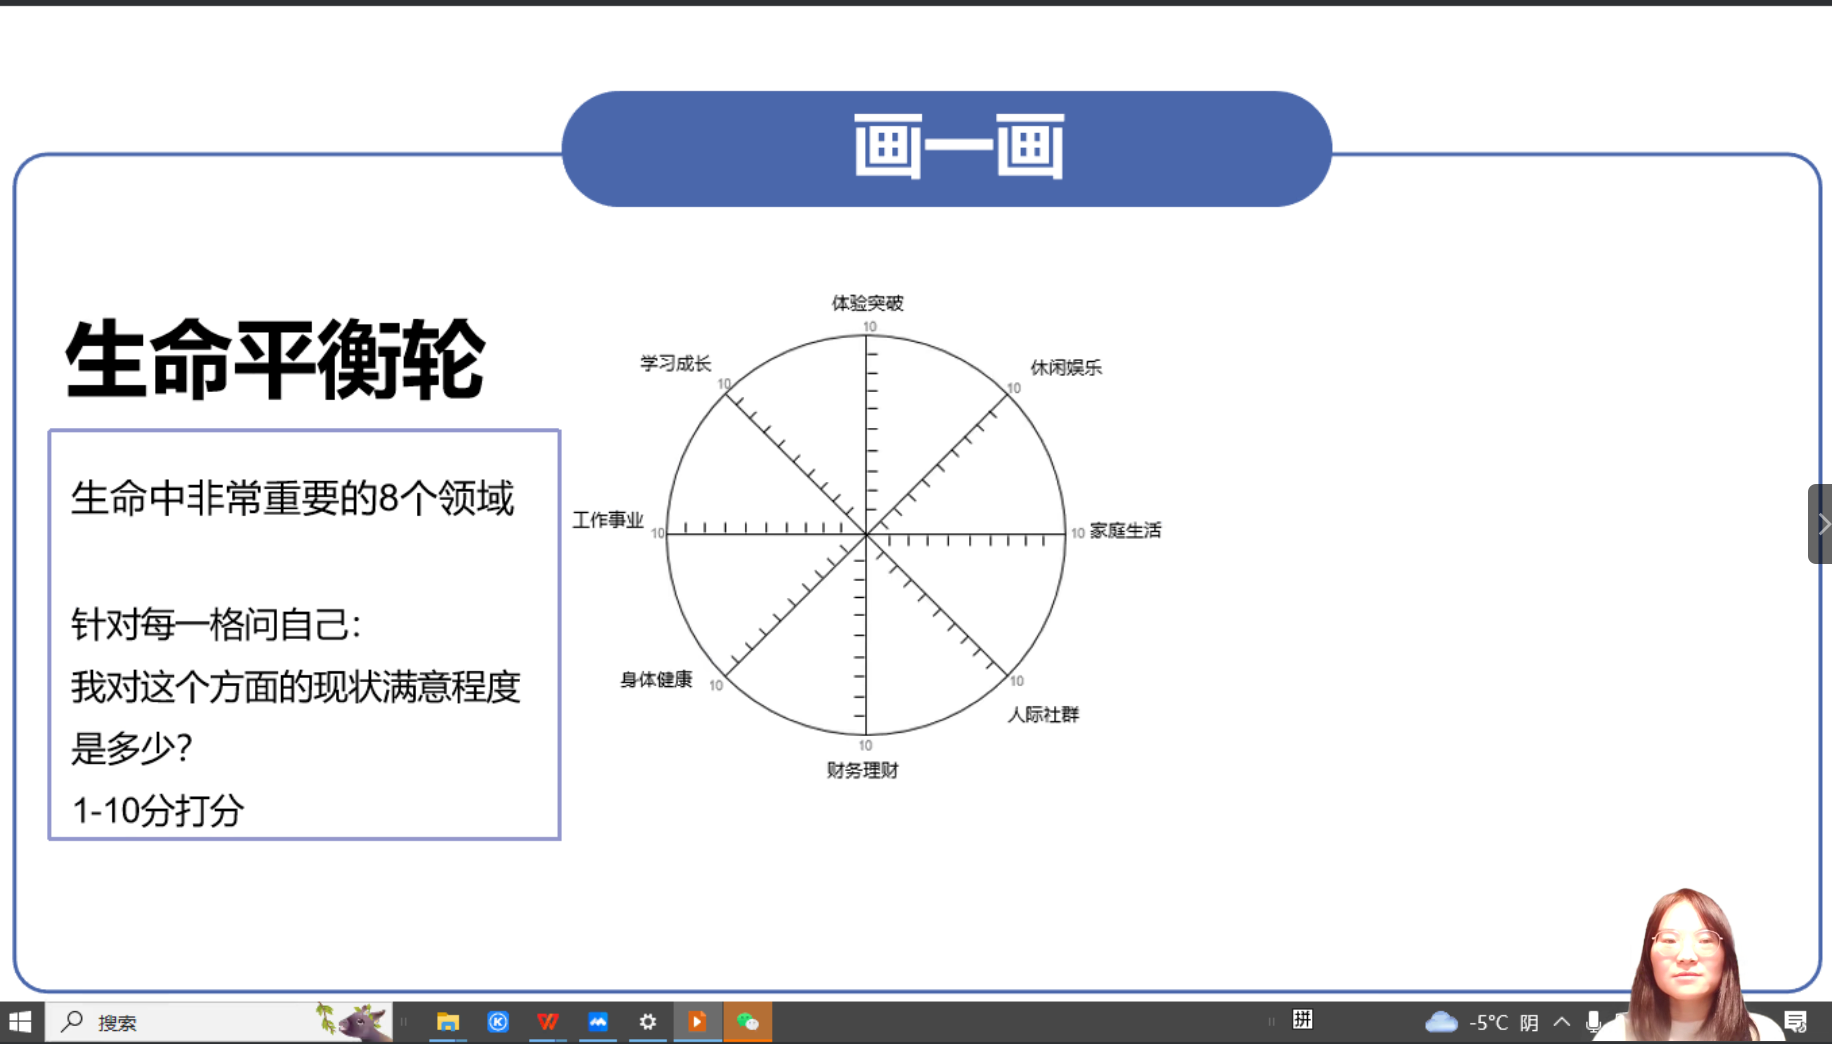 画一画
生命平衡轮
生命中非常重要的8个领域
针对每一格问自己：
我对这个方面的现状满意程度
是多少？
1-10分打分
体验突破
10
学习成长
10
休闲娱乐
10
工作事业
10
10
家庭生活
身体健康
10
10
人际社群
10
财务理财
搜索
拼
-5°C 阴